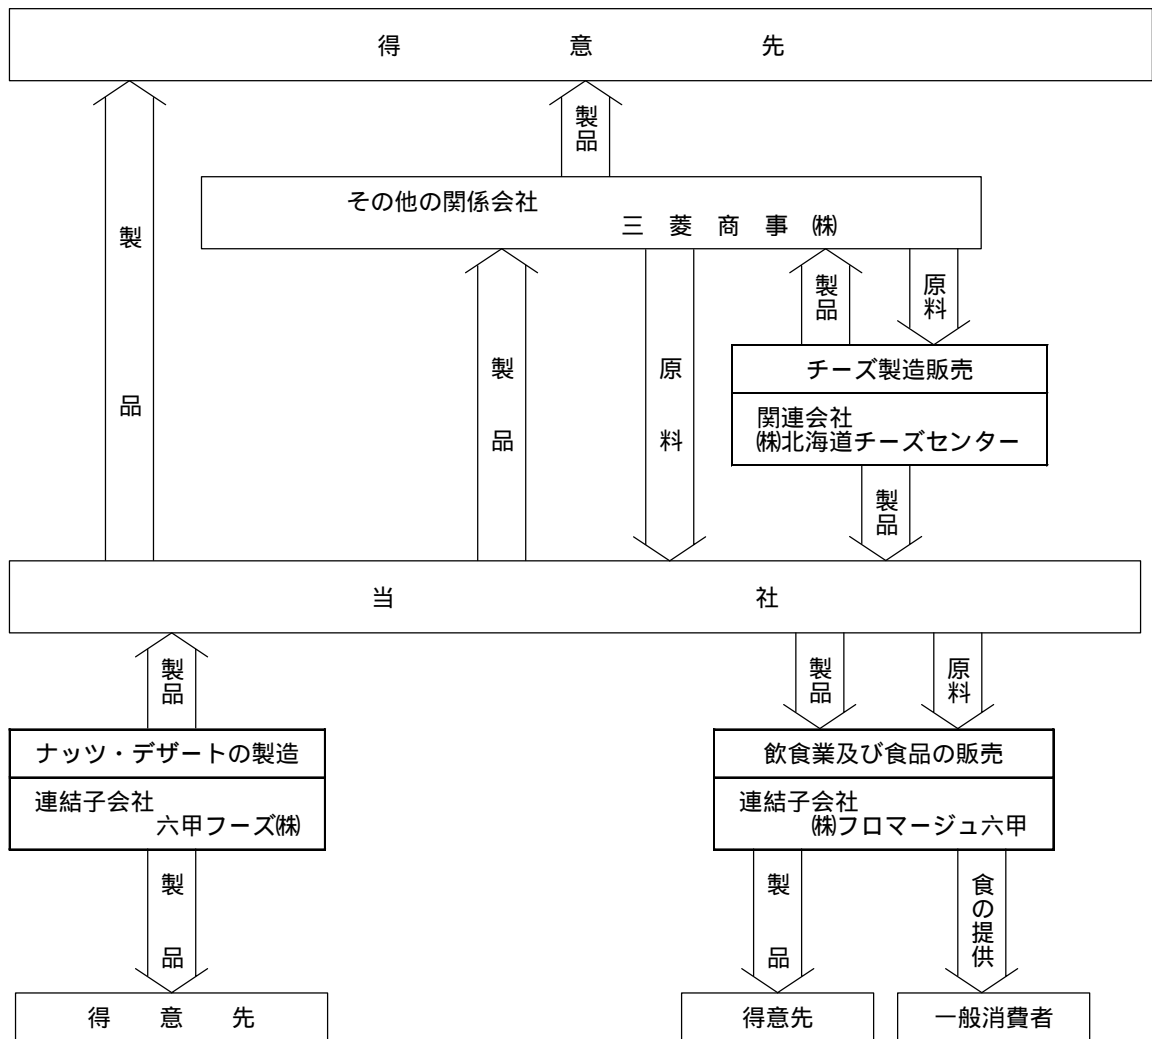 得意先
製品
製品
その他の関係会社
三菱商事㈱
製品
原料
製品
原料
チーズ製造販売
関連会社
㈱北海道チーズセンター
製品
当社
製品
製品
原料
ナッツ・デザートの製造
連結子会社
六甲フーズ㈱
飲食業及び食品の販売
連結子会社
㈱フロマージュ六甲
製品
製品
食の提供
得意先
得意先
一般消費者